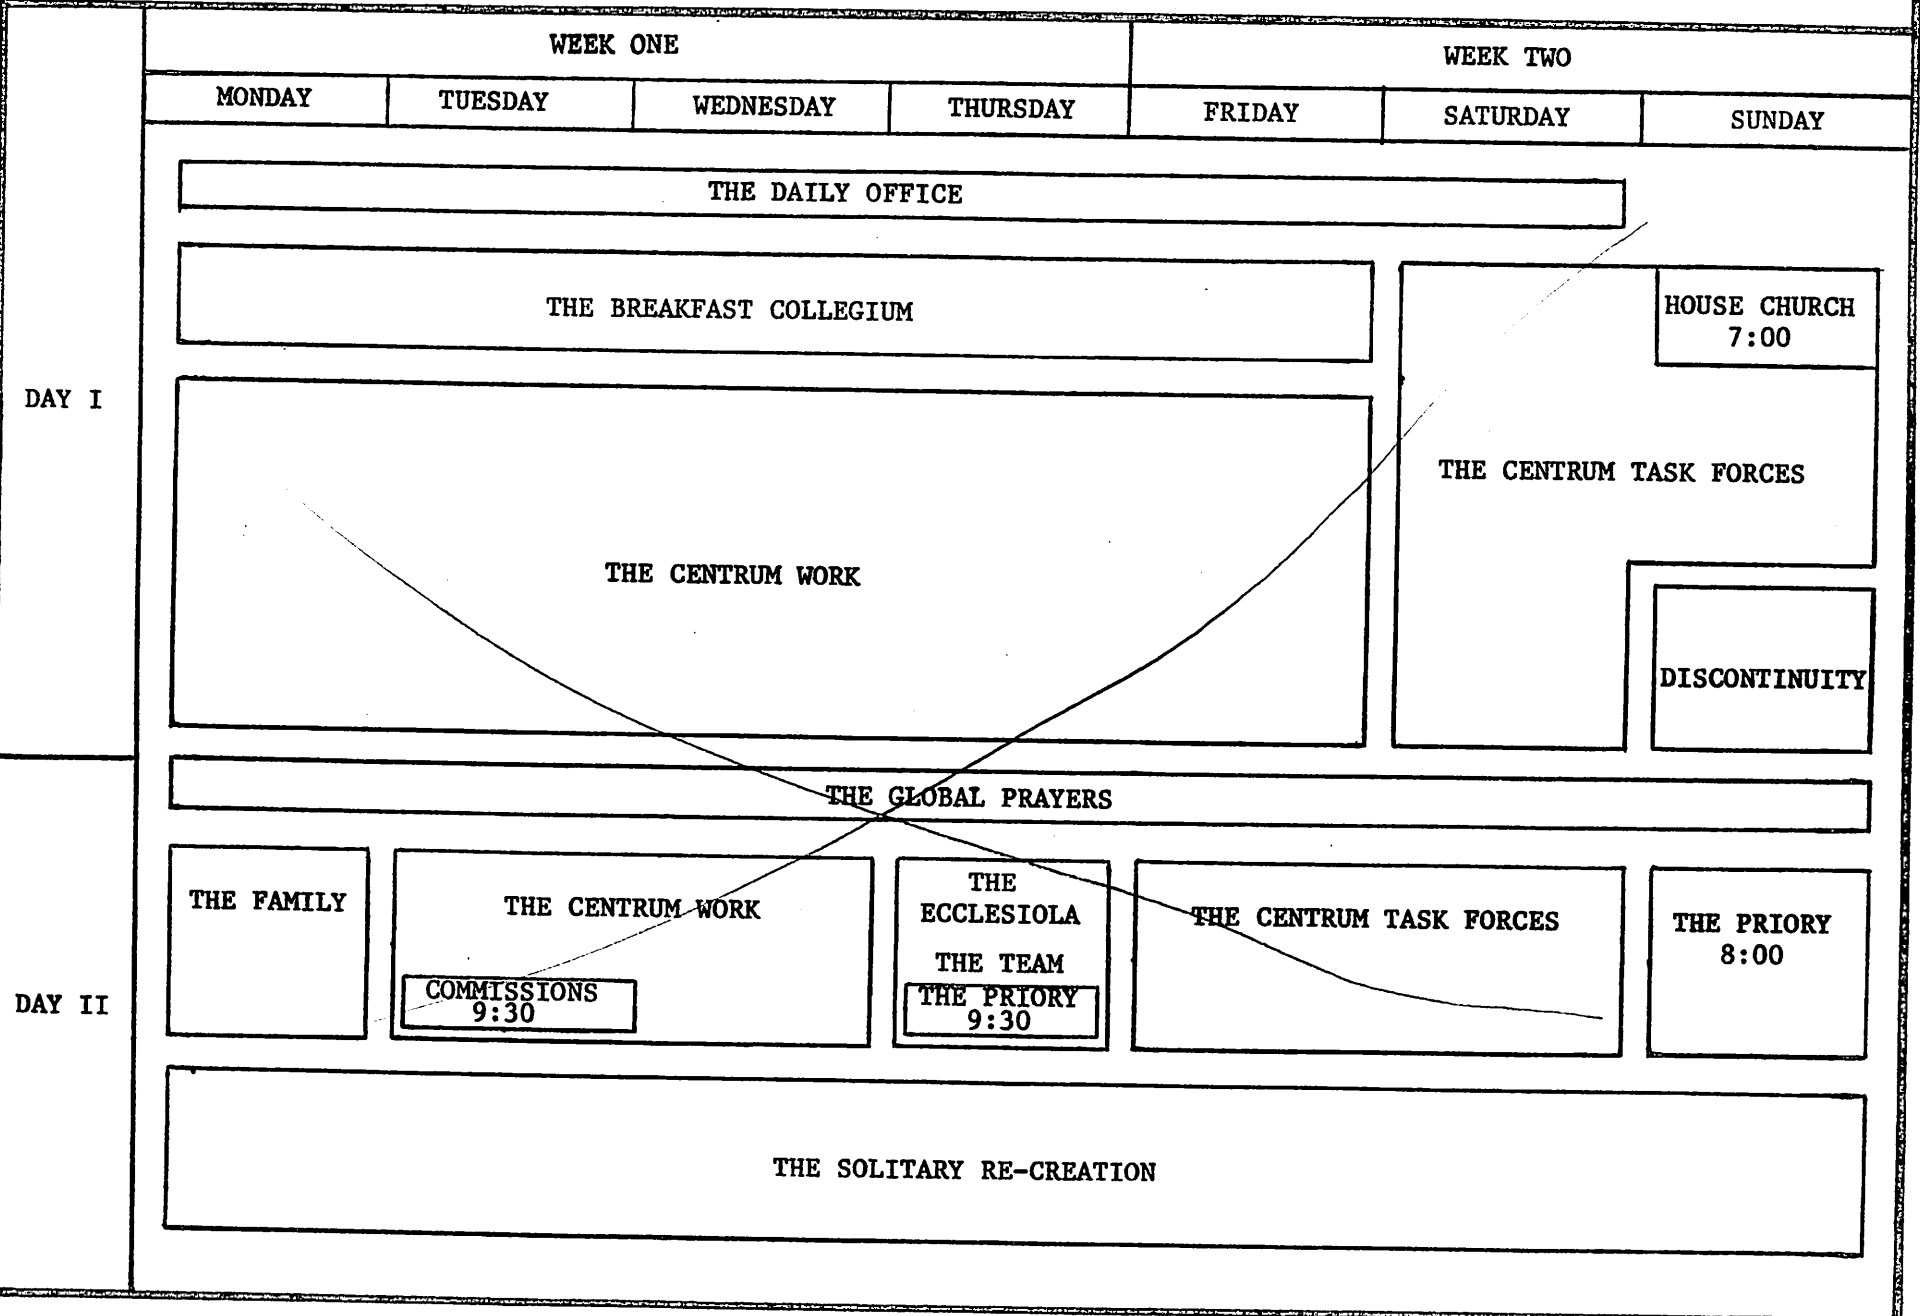 WEEK ONE
WEEK TWO
MONDAY
TUESDAY
WEDNESDAY
THURSDAY
FRIDAY
SATURDAY
SUNDAY
DAY I
THE DAILY OFFICE
THE BREAKFAST COLLEGIUM
HOUSE CHURCH
7:00
THE CENTRUM TASK FORCES
THE CENTRUM WORK
DISCONTINUITY
THE GLOBAL PRAYERS
DAY II
THE FAMILY
THE CENTRUM WORK
COMMISSIONS
9:30
THE
ECCLESIOLA
THE TEAM
THE PRIORY
9:30
THE CENTRUM TASK FORCES
THE PRIORY
8:00
THE SOLITARY RE-CREATION